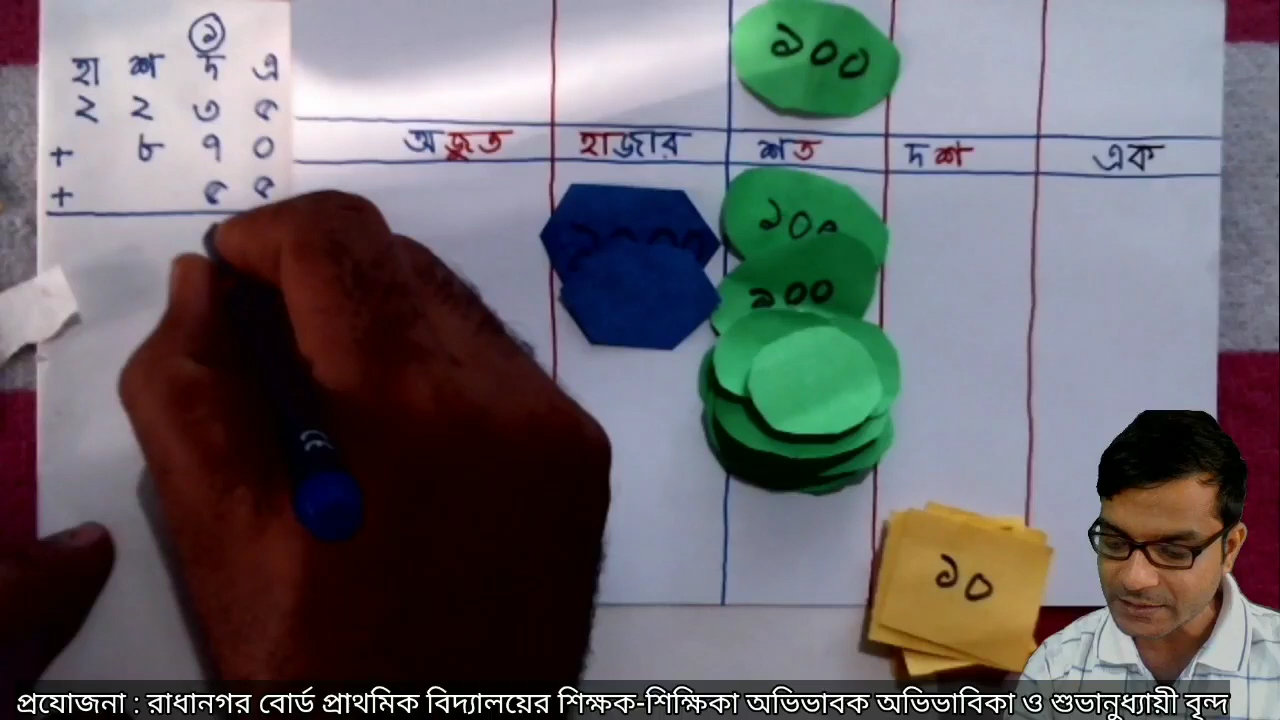 ১
হা শ দ এ
২ ২ ৩ ৫
+ ৮ ৭ ০
+ ৫ ৫
১০০
অজুত হাজার শত দশ এক
১০০
১০০
১০
প্রযোজনা : রাধানগর বোর্ড প্রাথমিক বিদ্যালয়ের শিক্ষক-শিক্ষিকা অভিভাবক অভিভাবিকা ও শুভানুধ্যায়ী বৃন্দ